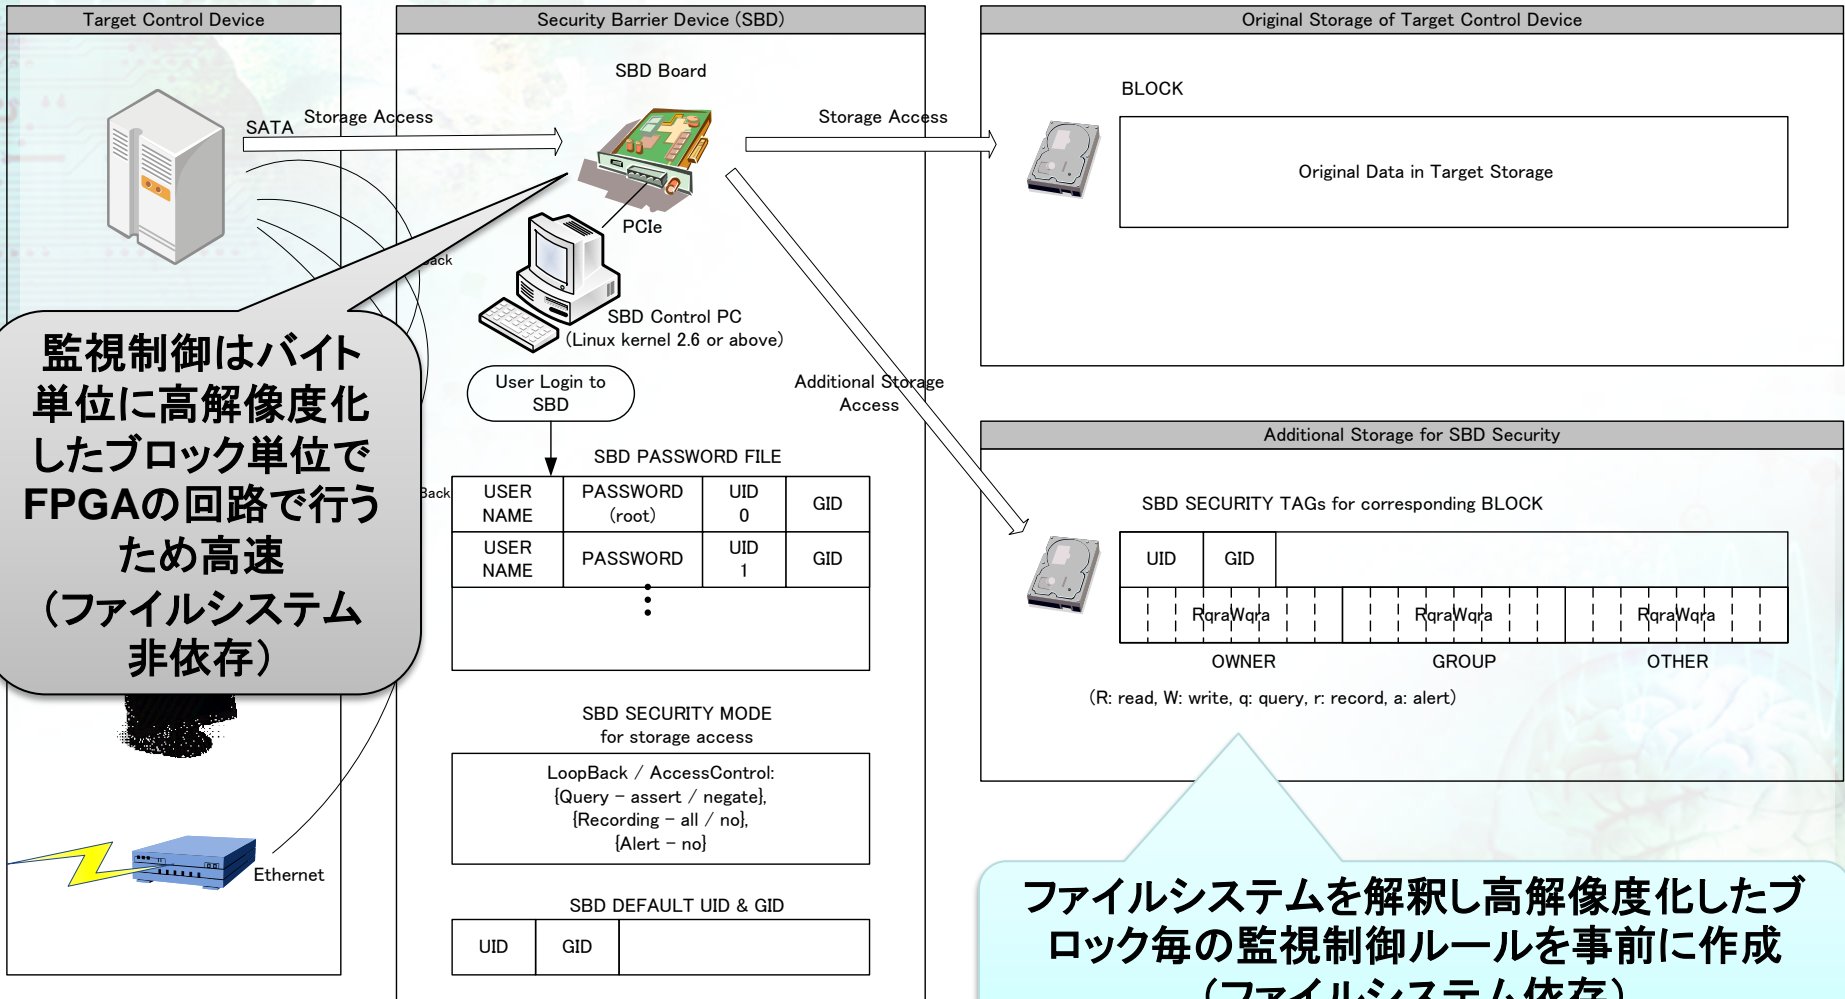 Target Control Device
SATA
Storage Access
Ethernet
Security Barrier Device (SBD)
SBD Board
PCIe
SBD Control PC
(Linux kernel 2.6 or above)
User Login to
SBD
SBD PASSWORD FILE
USER
NAME
PASSWORD
(root)
UID
0
GID
USER
NAME
PASSWORD
UID
1
GID
SBD SECURITY MODE
for storage access
LoopBack / AccessControl:
{Query - assert / negate},
{Recording - all / no},
{Alert - no}
SBD DEFAULT UID & GID
UID
GID
Storage Access
Additional Storage
Access
Original Storage of Target Control Device
BLOCK
Original Data in Target Storage
Additional Storage for SBD Security
SBD SECURITY TAGs for corresponding BLOCK
UID
GID
RqraWqra
RqraWqra
RqraWqra
OWNER
GROUP
OTHER
(R: read, W: write, q: query, r: record, a: alert)
監視制御はバイト
単位に高解像度化
したブロック単位で
FPGAの回路で行う
ため高速
(ファイルシステム
非依存)
ファイルシステムを解釈し高解像度化したブ
ロック毎の監視制御ルールを事前に作成
(ファイルシステム依存)